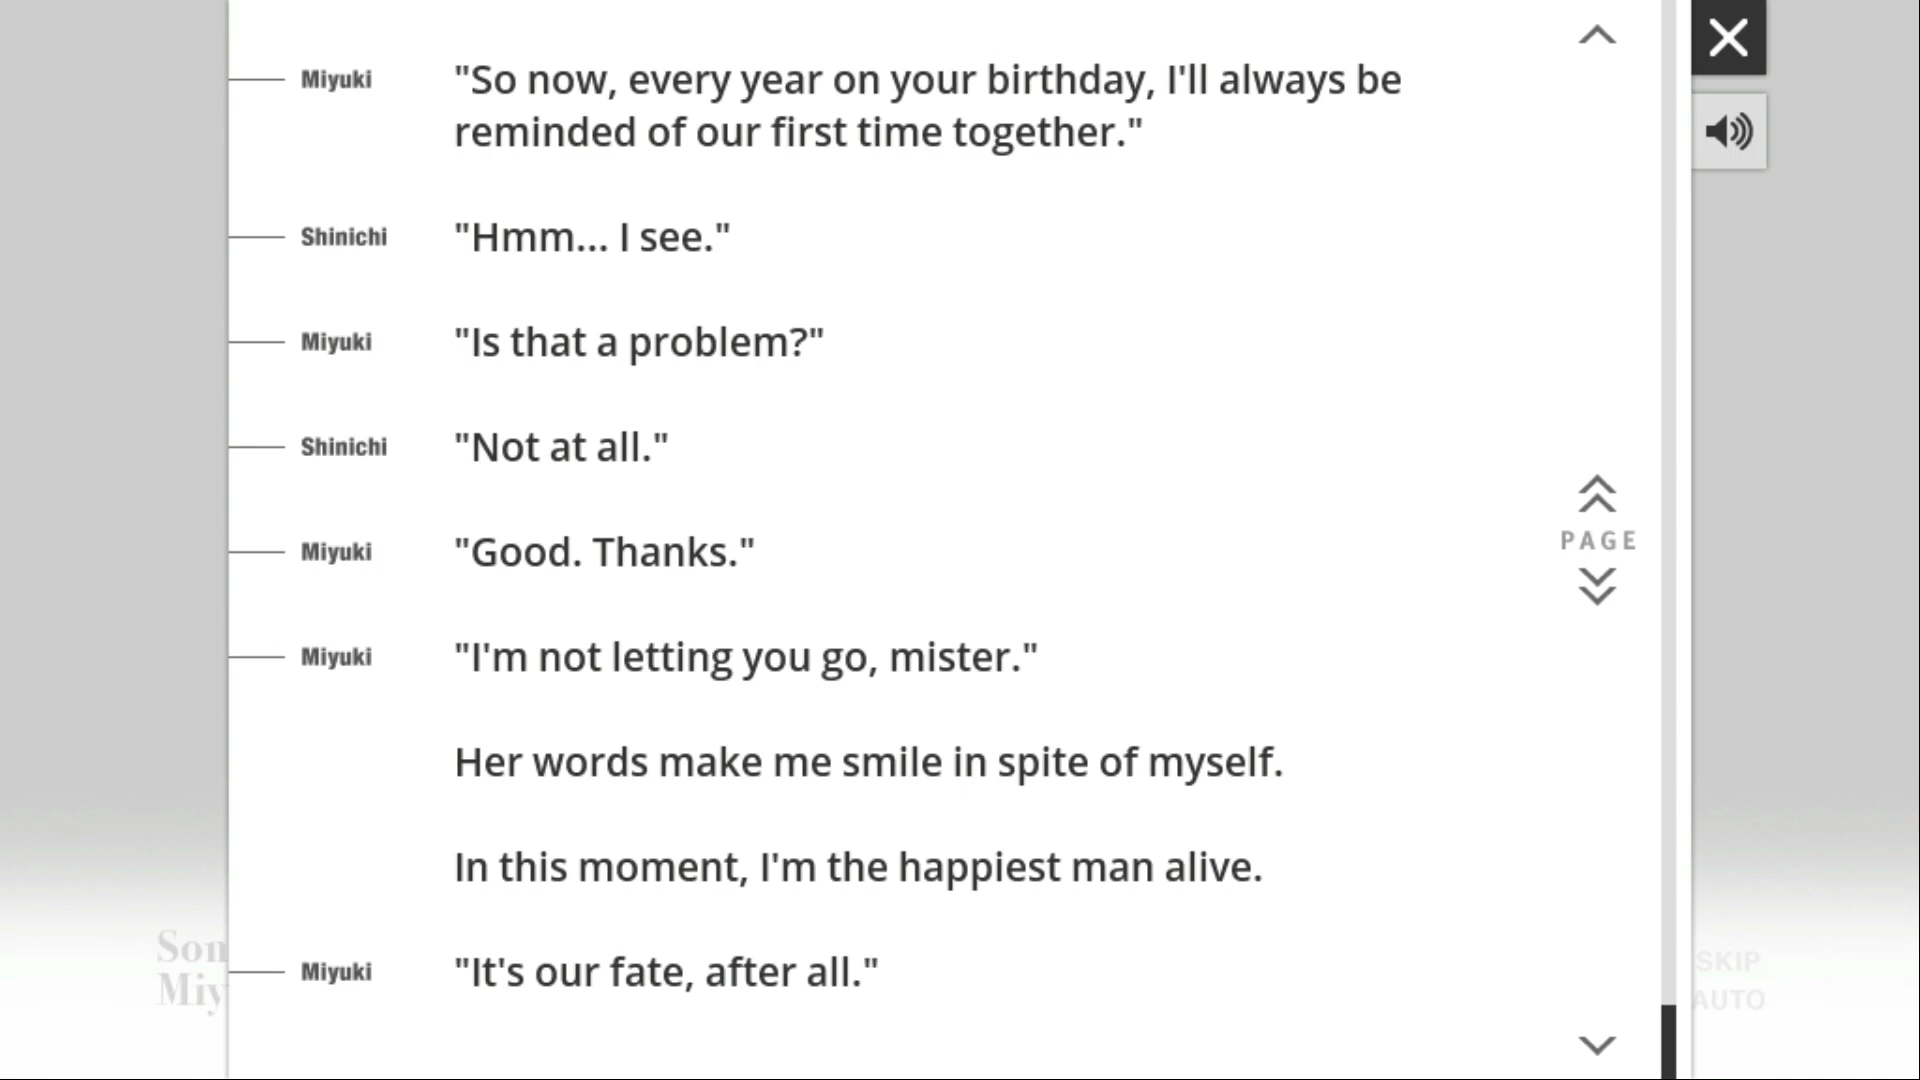 Miyuki "So now, every year on your birthday, I'll always be
reminded of our first time together."
Shinichi "Hmm... I see."
Miyuki "Is that a problem?"
Shinichi "Not at all."
Miyuki "Good. Thanks."
PAGE
Miyuki "I'm not letting you go, mister."
Her words make me smile in spite of myself.
In this moment, I'm the happiest man alive.
Son
Miy
Miyuki "It's our fate, after all."
SKIP
AUTO